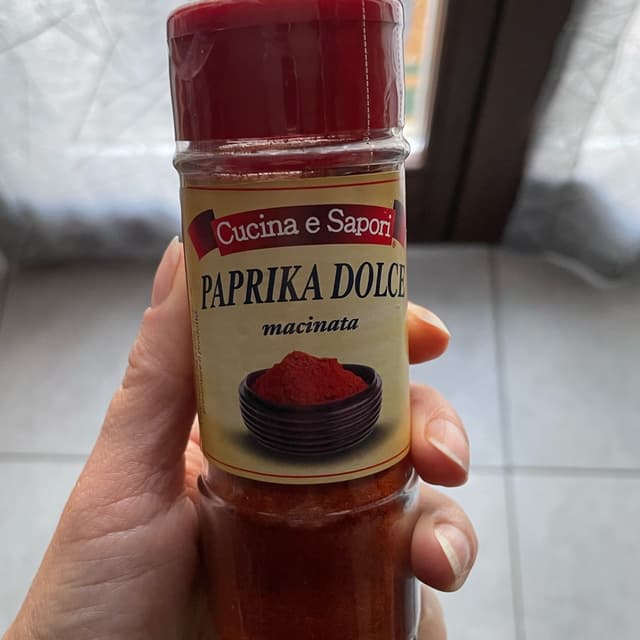 Cucina e Sapori
PAPRIKA DOLCE
macinata